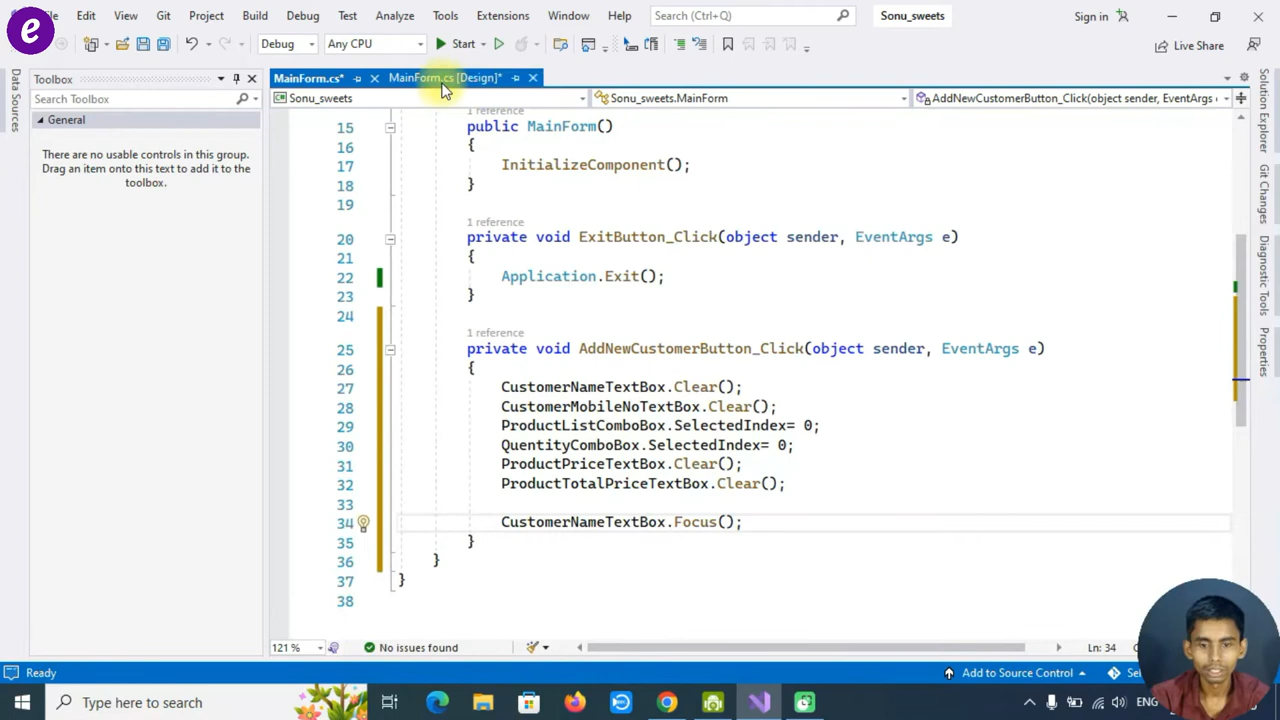 e
File Edit View Git Project Build Debug Test Analyze Tools Extensions Window Help Search (Ctrl+Q) Sonu_sweets Sign in
Debug Any CPU Start Live Share
Toolbox
MainForm.cs* MainForm.cs [Design]*
Search Toolbox
Sonu_sweets Sonu_sweets.MainForm AddNewCustomerButton_Click(object sender, EventArgs e
General
There are no usable controls in this group.
Drag an item onto this text to add it to the
toolbox.
Data Sources
1 reference
15 public MainForm()
16 {
17 InitializeComponent();
18 }
19
1 reference
20 private void ExitButton_Click(object sender, EventArgs e)
21 {
22 Application.Exit();
23 }
24
1 reference
25 private void AddNewCustomerButton_Click(object sender, EventArgs e)
26 {
27 CustomerNameTextBox.Clear();
28 CustomerMobileNoTextBox.Clear();
29 ProductListComboBox.SelectedIndex= 0;
30 QuentityComboBox.SelectedIndex= 0;
31 ProductPriceTextBox.Clear();
32 ProductTotalPriceTextBox.Clear();
33
34 CustomerNameTextBox.Focus();
35 }
36 }
37 }
38
Solution Explorer
Git Changes
Diagnostic Tools
Properties
121 % No issues found Ln: 34
Ready Add to Source Control
Type here to search ENG